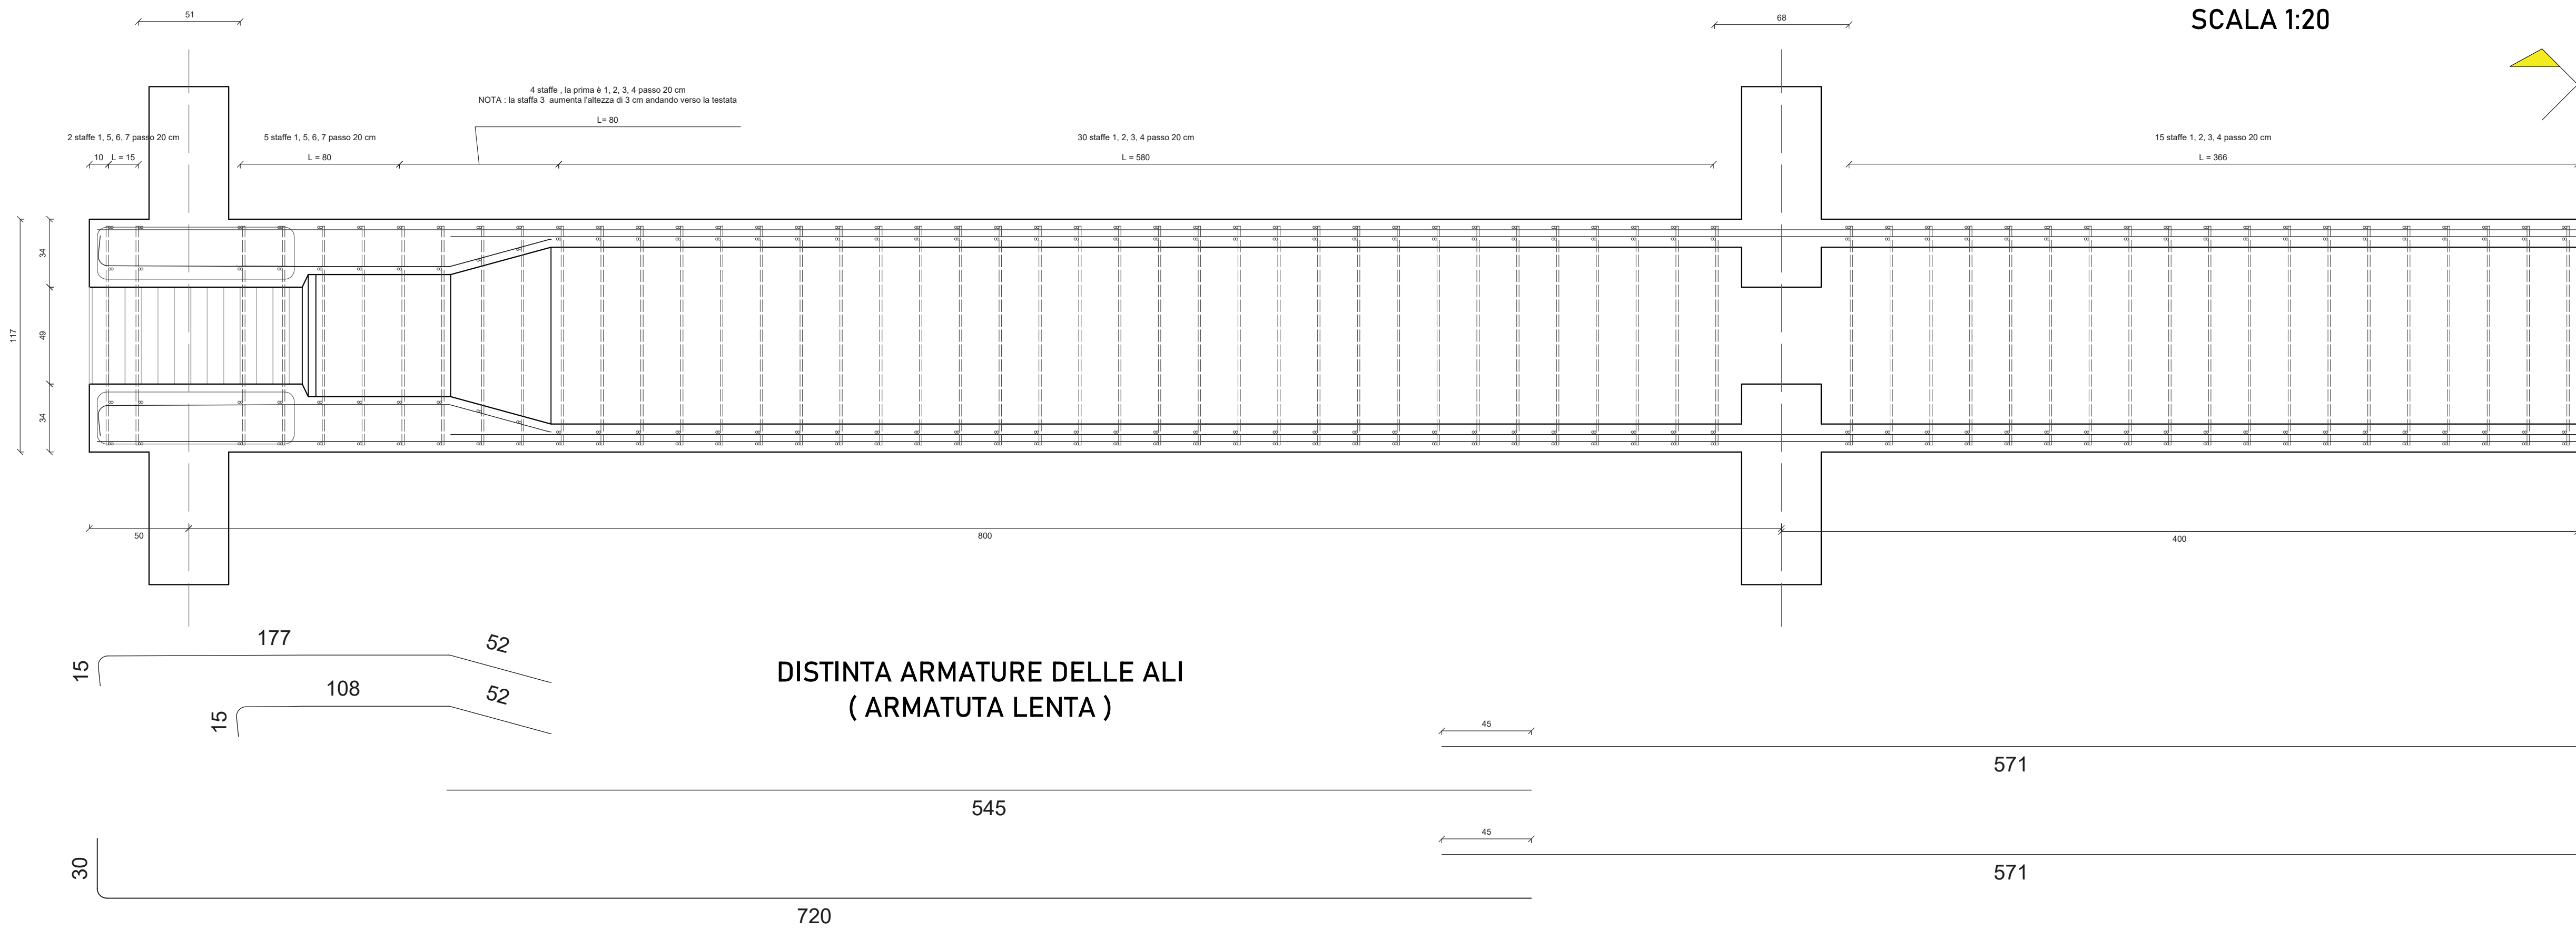 51
68
SCALA 1:20
4 staffe , la prima è 1, 2, 3, 4 passo 20 cm
NOTA : la staffa 3 aumenta l'altezza di 3 cm andando verso la testata
L= 80
2 staffe 1, 5, 6, 7 passo 20 cm
5 staffe 1, 5, 6, 7 passo 20 cm
30 staffe 1, 2, 3, 4 passo 20 cm
15 staffe 1, 2, 3, 4 passo 20 cm
10
L = 15
L = 80
L = 580
L = 366
34
117
49
34
50
800
400
177
52
15
108
52
15
DISTINTA ARMATURE DELLE ALI
( ARMATUTA LENTA )
45
571
545
45
571
30
720